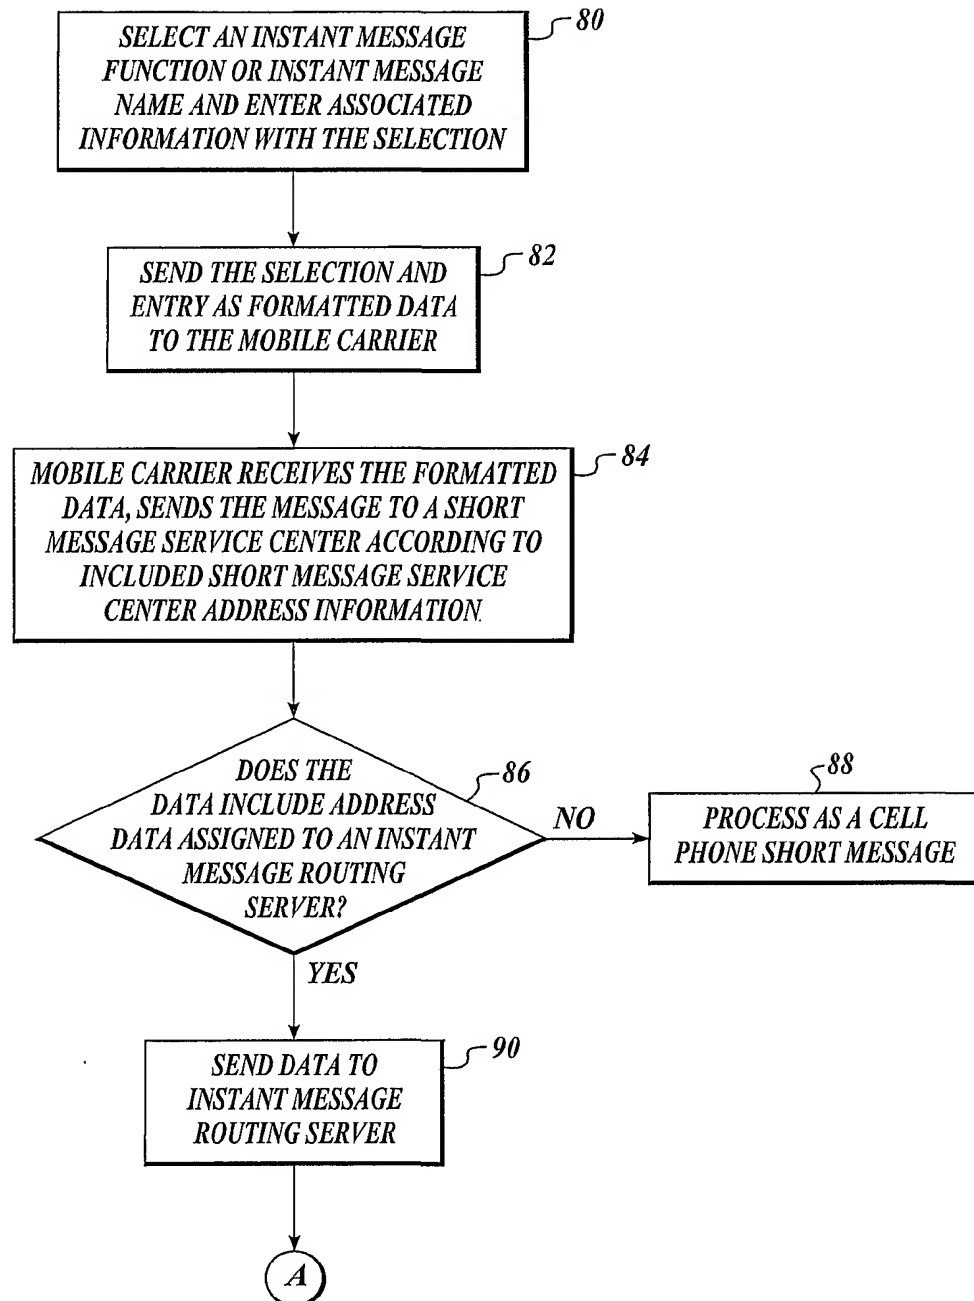 80
SELECT AN INSTANT MESSAGE
FUNCTION OR INSTANT MESSAGE
NAME AND ENTER ASSOCIATED
INFORMATION WITH THE SELECTION
82
SEND THE SELECTION AND
ENTRY AS FORMATTED DATA
TO THE MOBILE CARRIER
84
MOBILE CARRIER RECEIVES THE FORMATTED
DATA, SENDS THE MESSAGE TO A SHORT
MESSAGE SERVICE CENTER ACCORDING TO
INCLUDED SHORT MESSAGE SERVICE
CENTER ADDRESS INFORMATION.
86
DOES THE
DATA INCLUDE ADDRESS
DATA ASSIGNED TO AN INSTANT
MESSAGE ROUTING
SERVER?
NO
88
PROCESS AS A CELL
PHONE SHORT MESSAGE
YES
90
SEND DATA TO
INSTANT MESSAGE
ROUTING SERVER
A